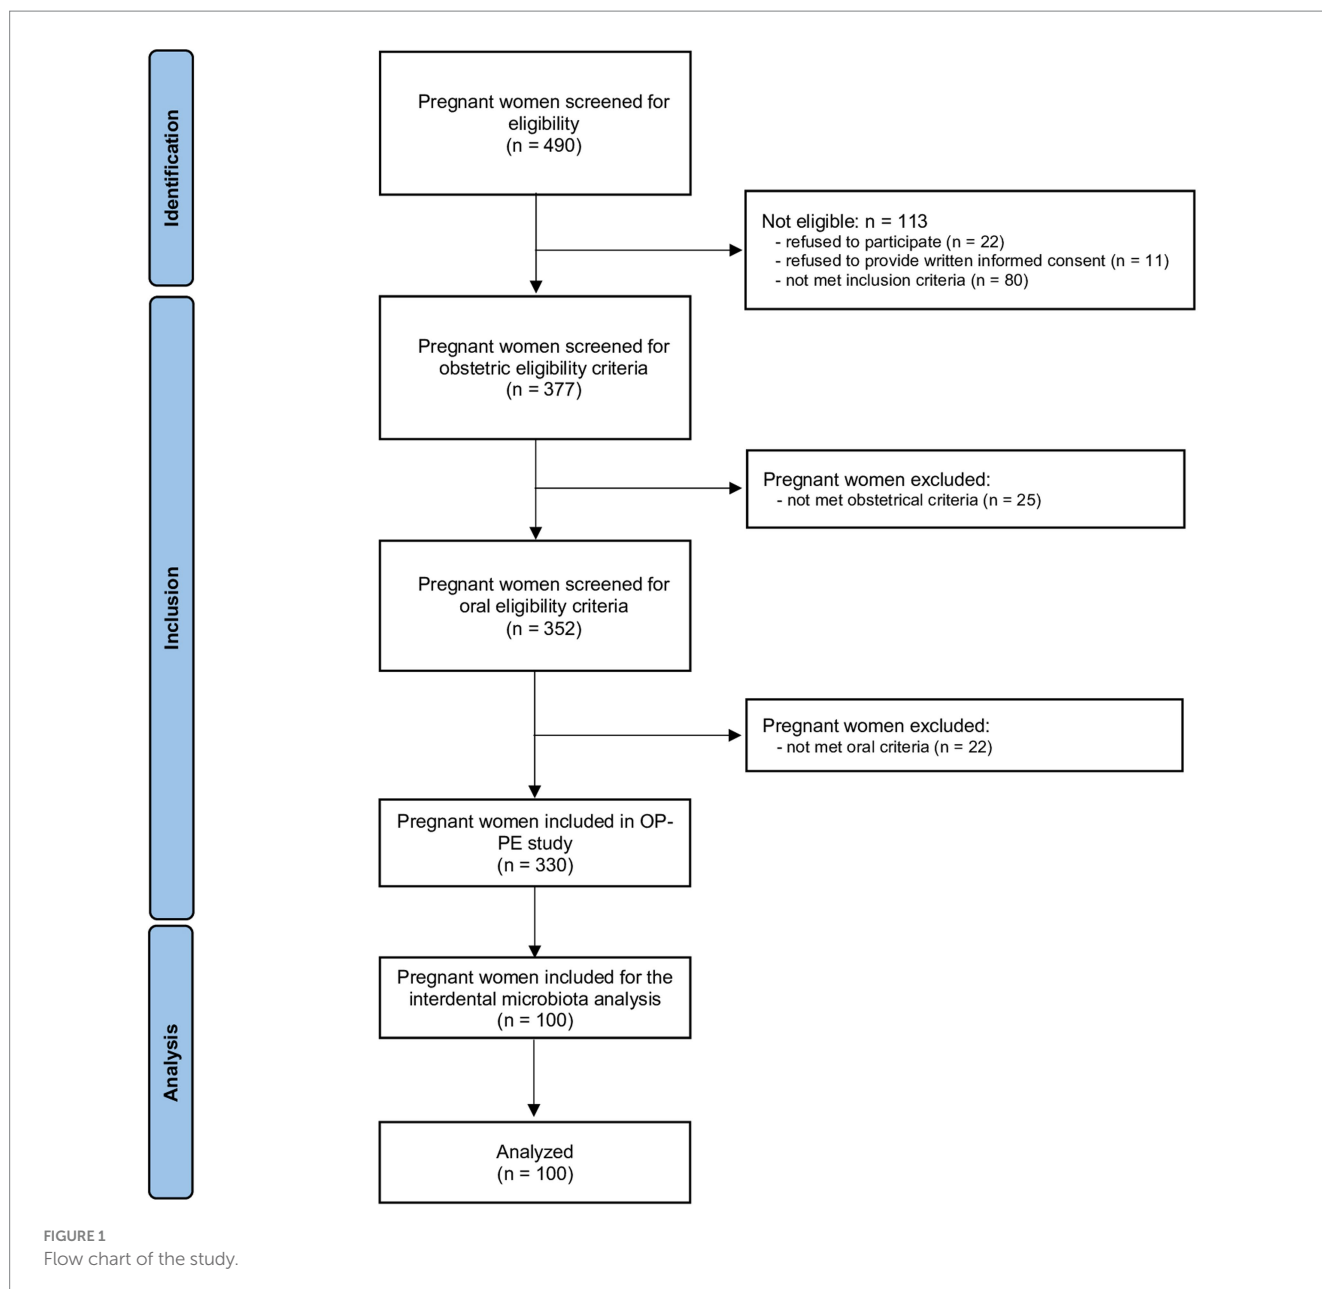 Identification
Pregnant women screened for
eligibility
(n = 490)
Not eligible: n = 113
- refused to participate (n = 22)
- refused to provide written informed consent (n = 11)
- not met inclusion criteria (n = 80)
Inclusion
Pregnant women screened for
obstetric eligibility criteria
(n = 377)
Pregnant women excluded:
- not met obstetrical criteria (n = 25)
Pregnant women screened for
oral eligibility criteria
(n = 352)
Pregnant women excluded:
- not met oral criteria (n = 22)
Pregnant women included in OP-
PE study
(n = 330)
Analysis
Pregnant women included for the
interdental microbiota analysis
(n = 100)
Analyzed
(n = 100)
FIGURE 1
Flow chart of the study.